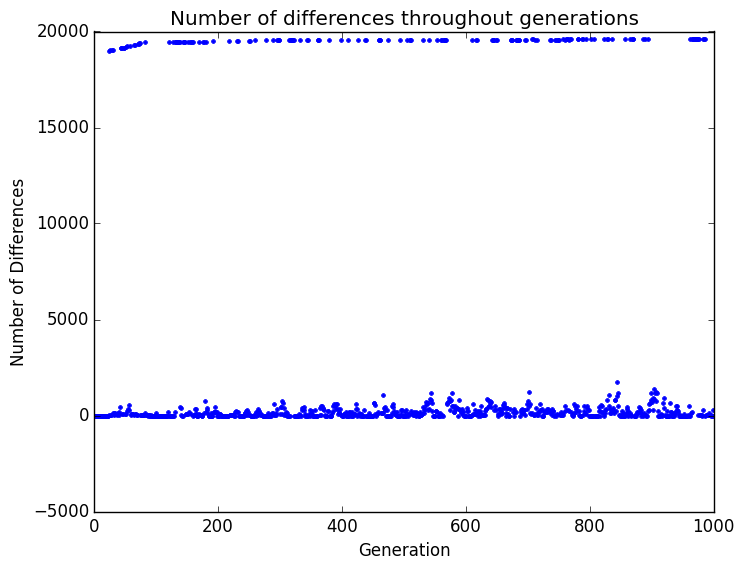 Number of differences throughout generations
20000
15000
10000
5000
0
−5000
Number of Differences
0 200 400 600 800 1000
Generation